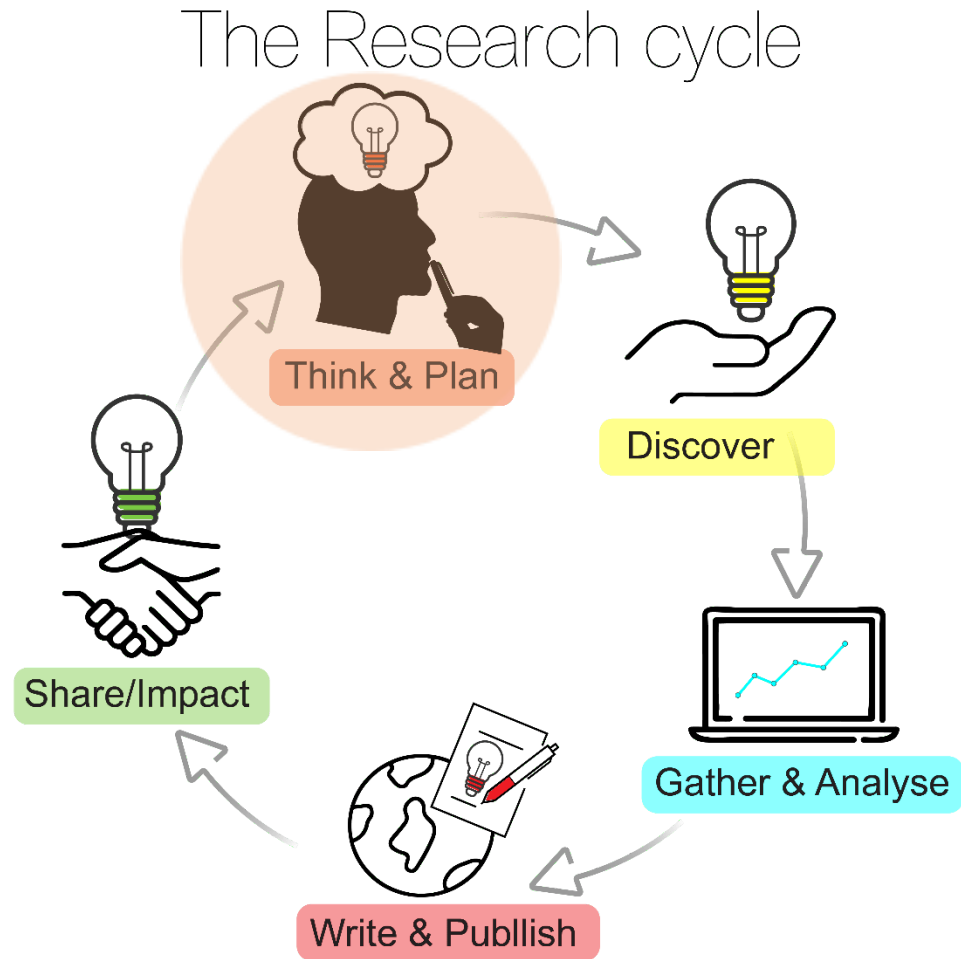 The Research cycle
Think & Plan
Discover
Gather & Analyse
Write & Publlish
Share/Impact